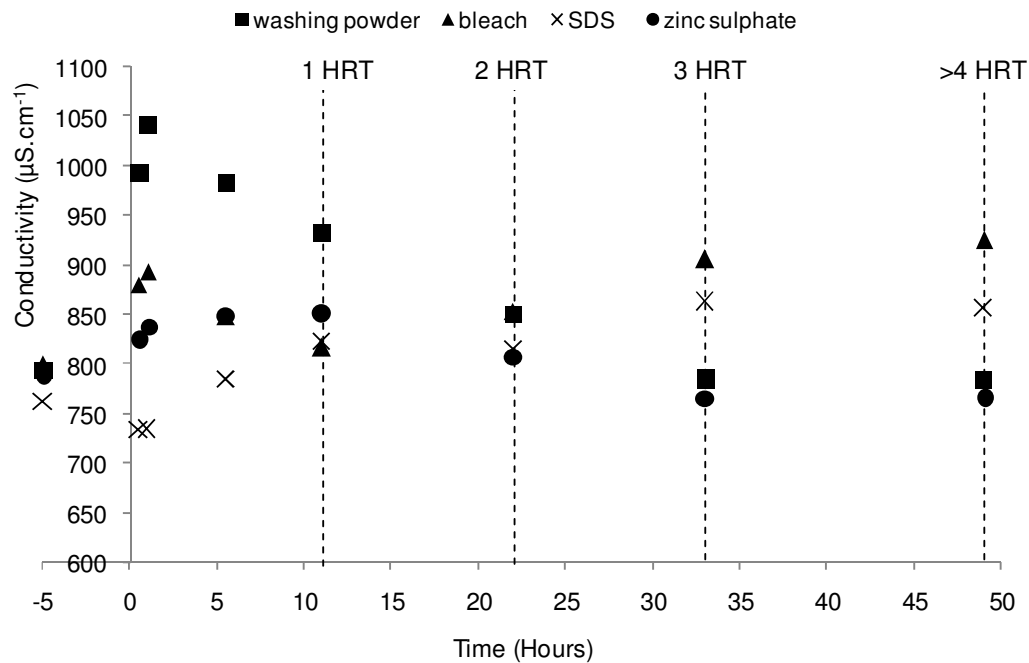 washing powder bleach SDS zinc sulphate
1 HRT 2 HRT 3 HRT >4 HRT
1100
1050
1000
950
900
850
800
750
700
650
600
Conductivity (µS.cm⁻¹)
-5 0 5 10 15 20 25 30 35 40 45 50
Time (Hours)